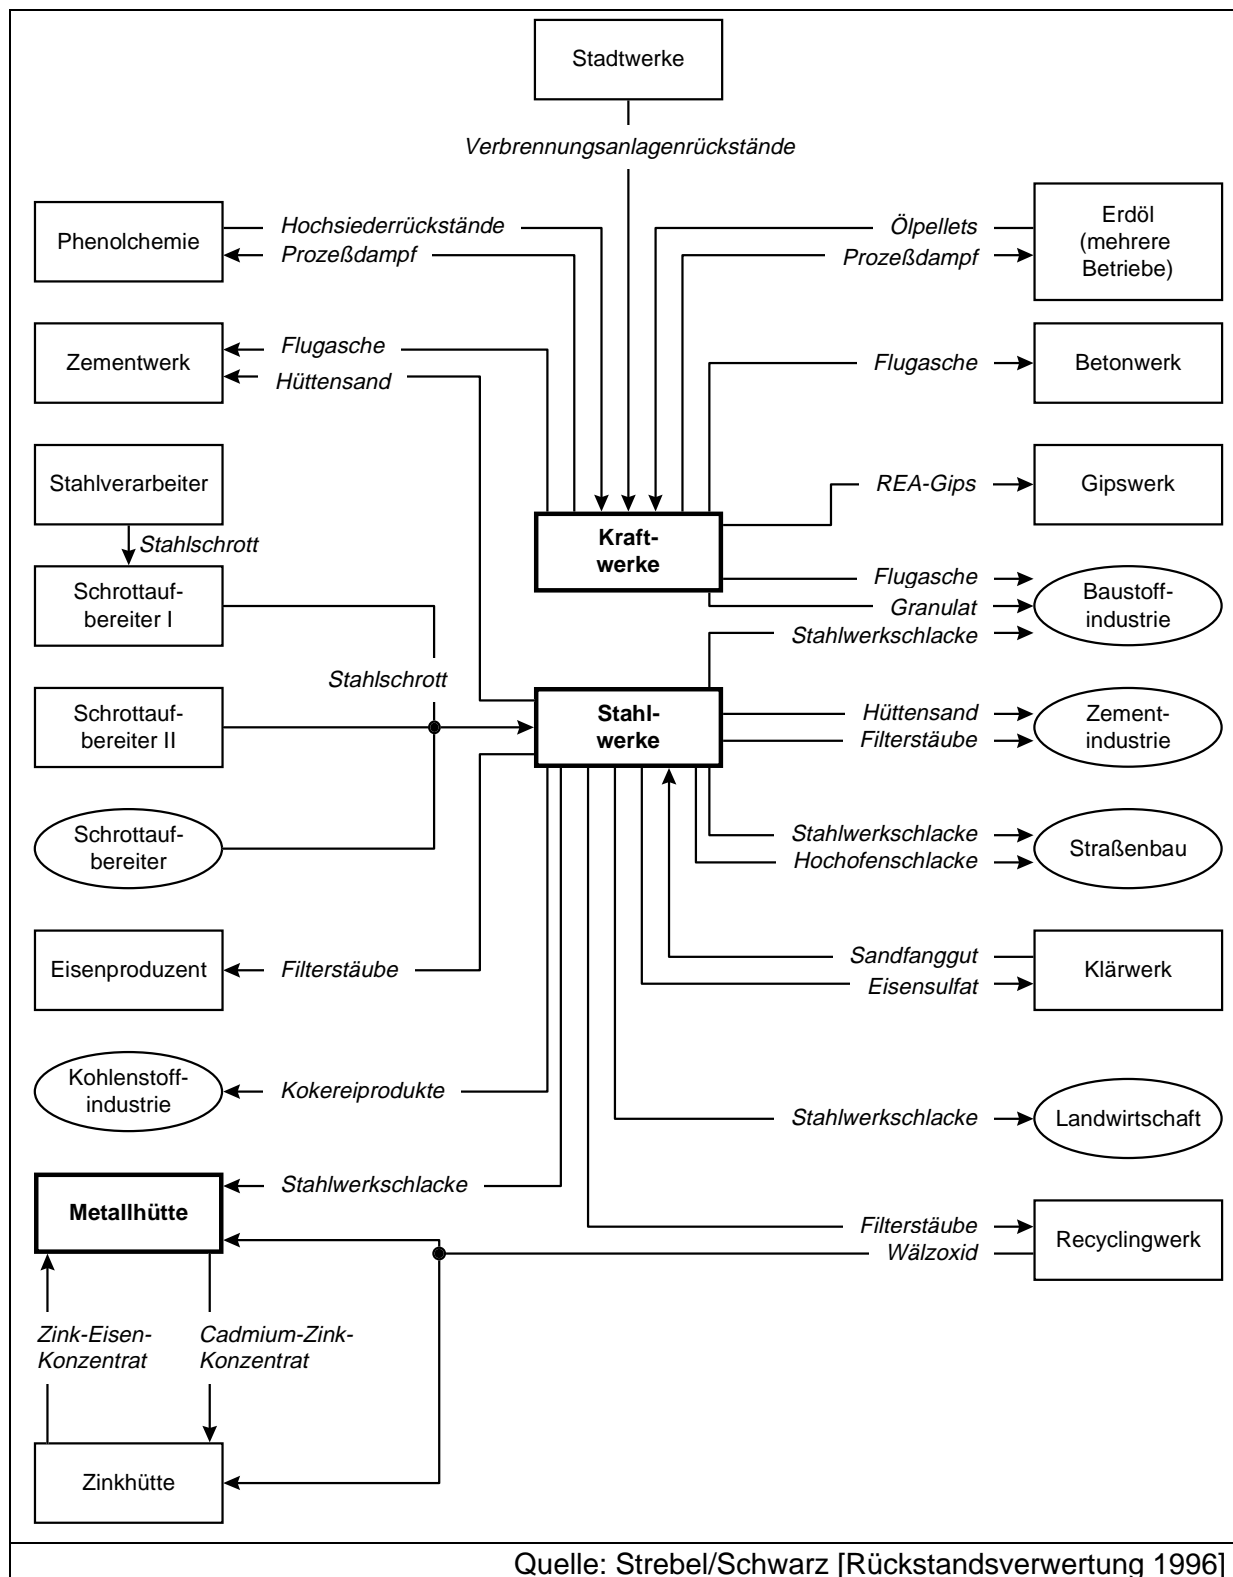 Stadtwerke
Verbrennungsanlagenrückstände
Phenolchemie
Hochsiederrückstände
Prozeßdampf
Ölpellets
Prozeßdampf
Erdöl
(mehrere
Betriebe)
Zementwerk
Flugasche
Hüttensand
Flugasche
Betonwerk
Stahlverarbeiter
Stahlschrott
REA-Gips
Gipswerk
Kraft-
werke
Schrottauf-
bereiter I
Flugasche
Granulat
Stahlwerkschlacke
Baustoff-
industrie
Stahlschrott
Schrottauf-
bereiter II
Stahl-
werke
Hüttensand
Filterstäube
Zement-
industrie
Schrottauf-
bereiter
Stahlwerkschlacke
Hochofenschlacke
Straßenbau
Eisenproduzent
Filterstäube
Sandfanggut
Eisensulfat
Klärwerk
Kohlenstoff-
industrie
Kokereiprodukte
Stahlwerkschlacke
Landwirtschaft
Metallhütte
Stahlwerkschlacke
Filterstäube
Wälzoxid
Recyclingwerk
Zink-Eisen-
Konzentrat
Cadmium-Zink-
Konzentrat
Zinkhütte
Quelle: Strebel/Schwarz [Rückstandsverwertung 1996]